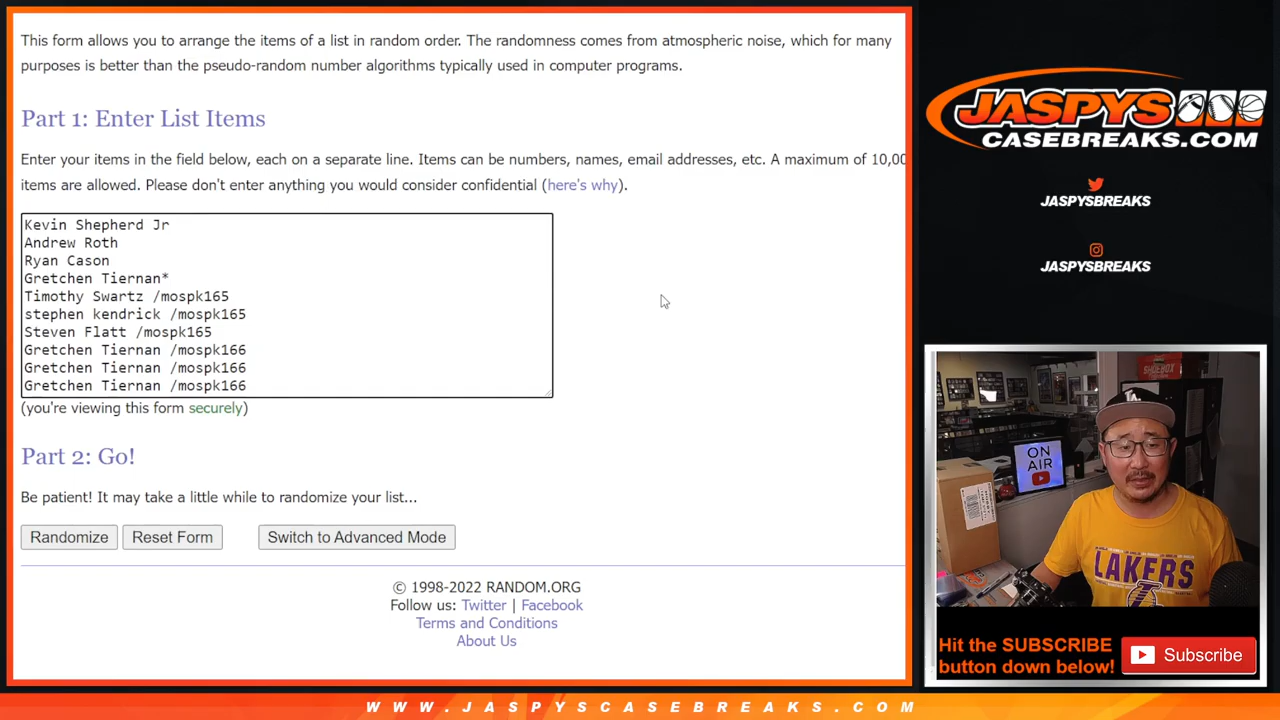 This form allows you to arrange the items of a list in random order. The randomness comes from atmospheric noise, which for many
purposes is better than the pseudo-random number algorithms typically used in computer programs.
Part 1: Enter List Items
Enter your items in the field below, each on a separate line. Items can be numbers, names, email addresses, etc. A maximum of 10,00
items are allowed. Please don't enter anything you would consider confidential (here's why).
Kevin Shepherd Jr
Andrew Roth
Ryan Cason
Gretchen Tiernan*
Timothy Swartz /mospk165
stephen kendrick /mospk165
Steven Flatt /mospk165
Gretchen Tiernan /mospk166
Gretchen Tiernan /mospk166
Gretchen Tiernan /mospk166
(you're viewing this form securely)
Part 2: Go!
Be patient! It may take a little while to randomize your list...
Randomize Reset Form Switch to Advanced Mode
© 1998-2022 RANDOM.ORG
Follow us: Twitter | Facebook
Terms and Conditions
About Us
JASPYS
CASEBREAKS.COM
JASPYSBREAKS
JASPYSBREAKS
ON
AIR
LAKERS
Hit the SUBSCRIBE
button down below!
Subscribe
WWW.JASPYSCASEBREAKS.COM